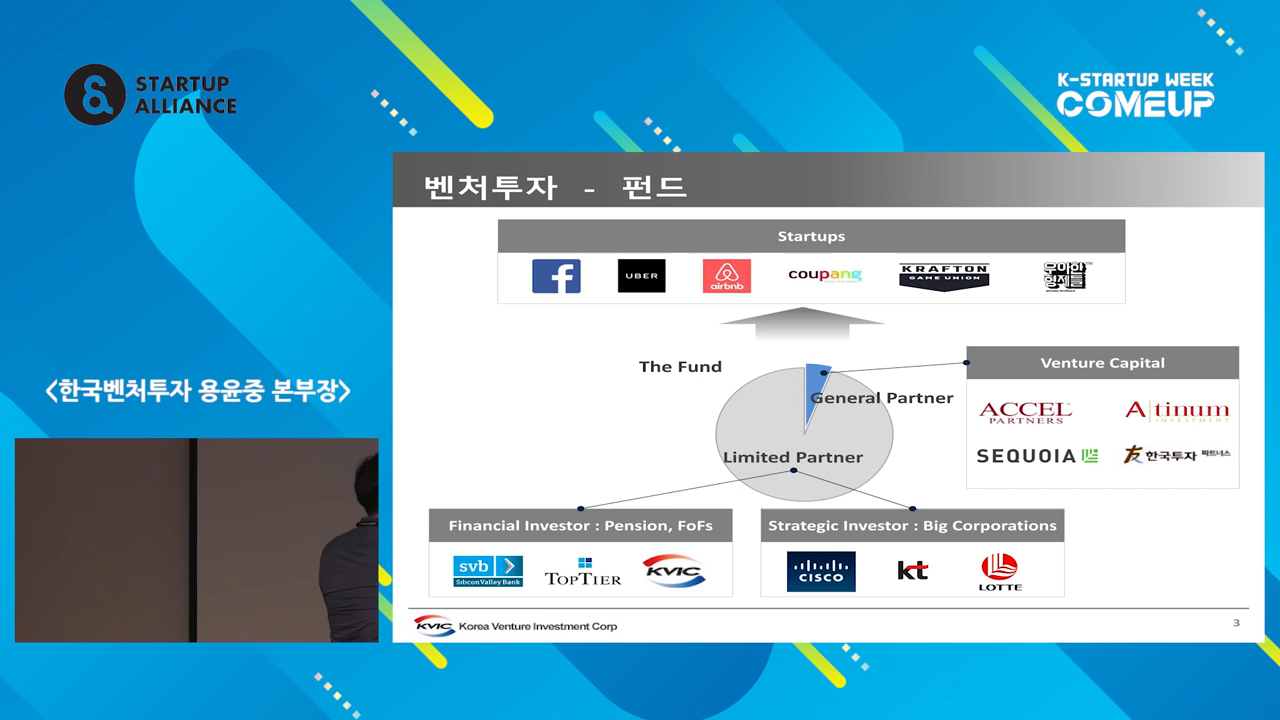 STARTUP
ALLIANCE
K-STARTUP WEEK
COMEUP
벤처투자 - 펀드
Startups
UBER
airbnb
coupang
KRAFTON
GAME UNION
우아한
형제들
The Fund
General Partner
Limited Partner
Venture Capital
ACCEL
PARTNERS
Atinum
INVESTMENT
SEQUOIA
友 한국투자 파트너스
<한국벤처투자 용윤중 본부장>
Financial Investor : Pension, FoFs
svb
Silicon Valley Bank
TOPTIER
KVIC
Strategic Investor : Big Corporations
CISCO
kt
LOTTE
KVIC Korea Venture Investment Corp
3